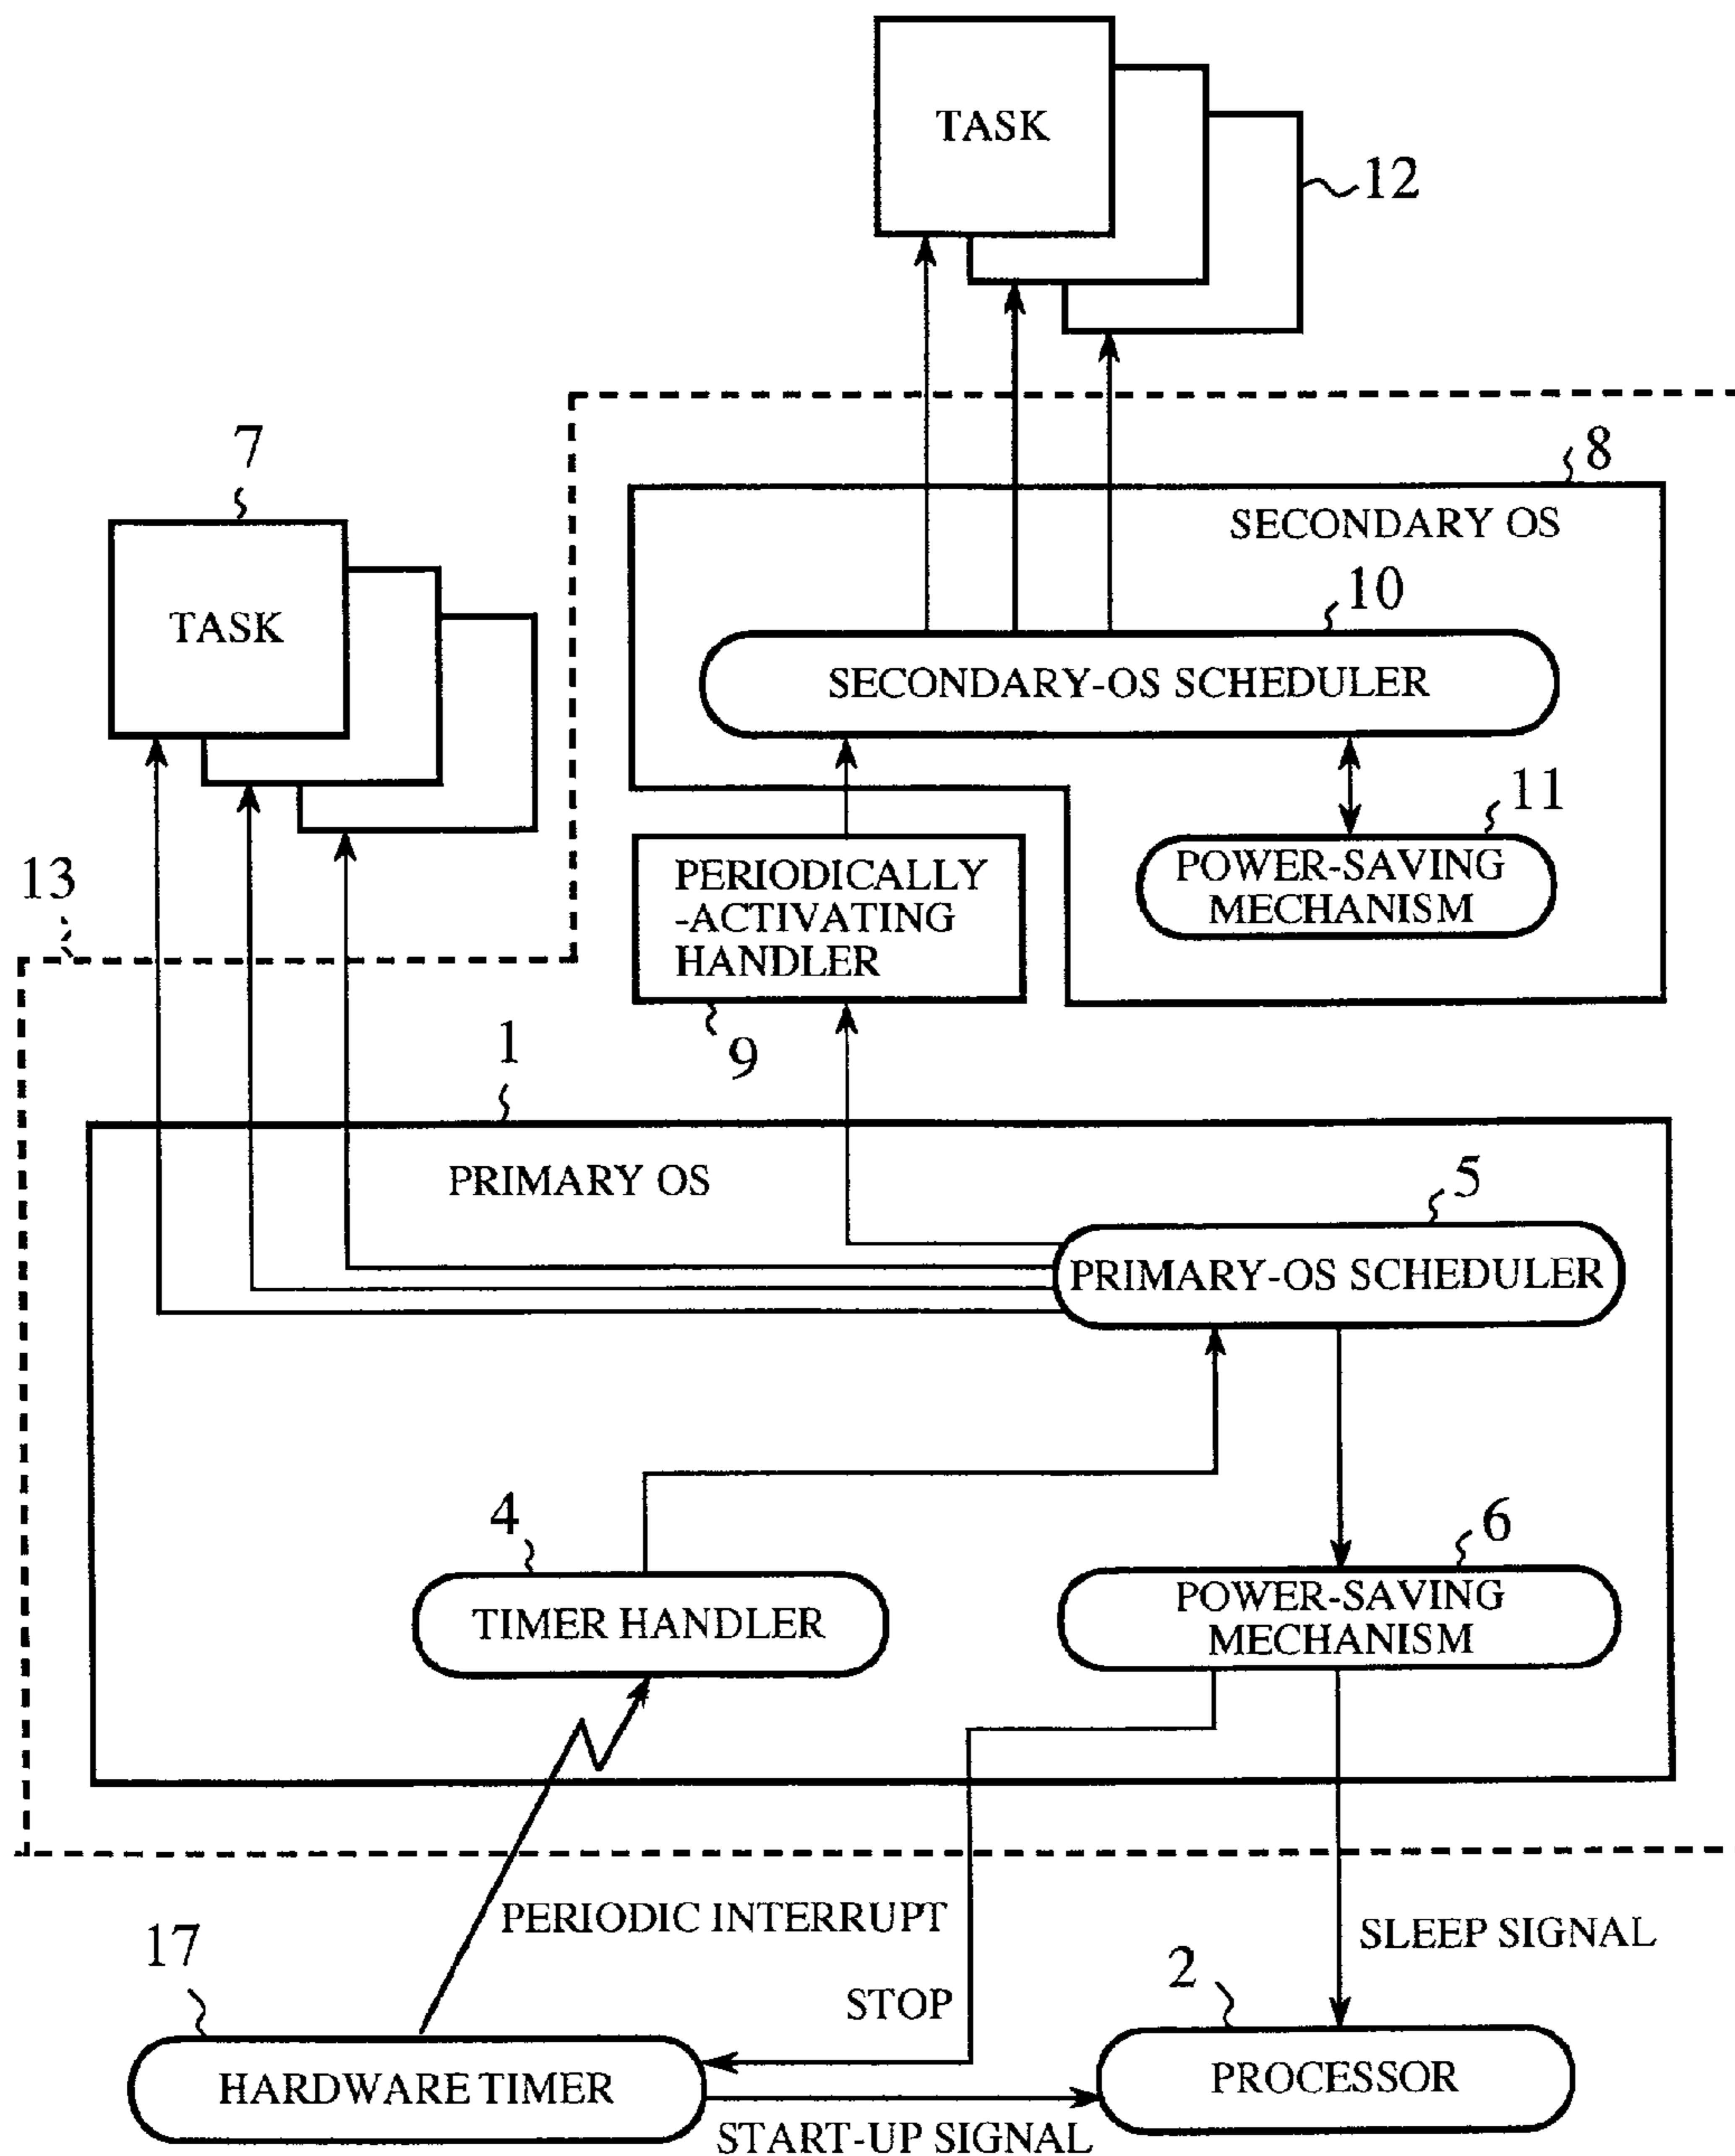 TASK
12
7
8
SECONDARY OS
10
TASK
SECONDARY-OS SCHEDULER
11
13
PERIODICALLY
-ACTIVATING
HANDLER
POWER-SAVING
MECHANISM
1
9
PRIMARY OS
5
PRIMARY-OS SCHEDULER
4
6
TIMER HANDLER
POWER-SAVING
MECHANISM
PERIODIC INTERRUPT
SLEEP SIGNAL
17
STOP
2
HARDWARE TIMER
PROCESSOR
START-UP SIGNAL